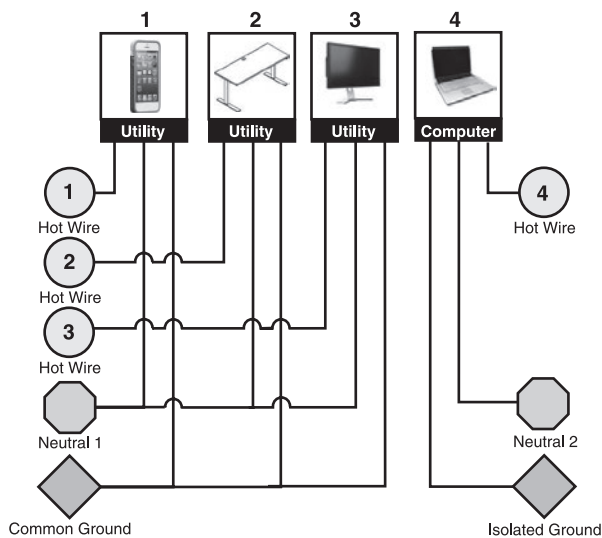 1 2 3 4
Utility Utility Utility Computer
1 4
Hot Wire Hot Wire
2
Hot Wire
3
Hot Wire
Neutral 1 Neutral 2
Common Ground Isolated Ground